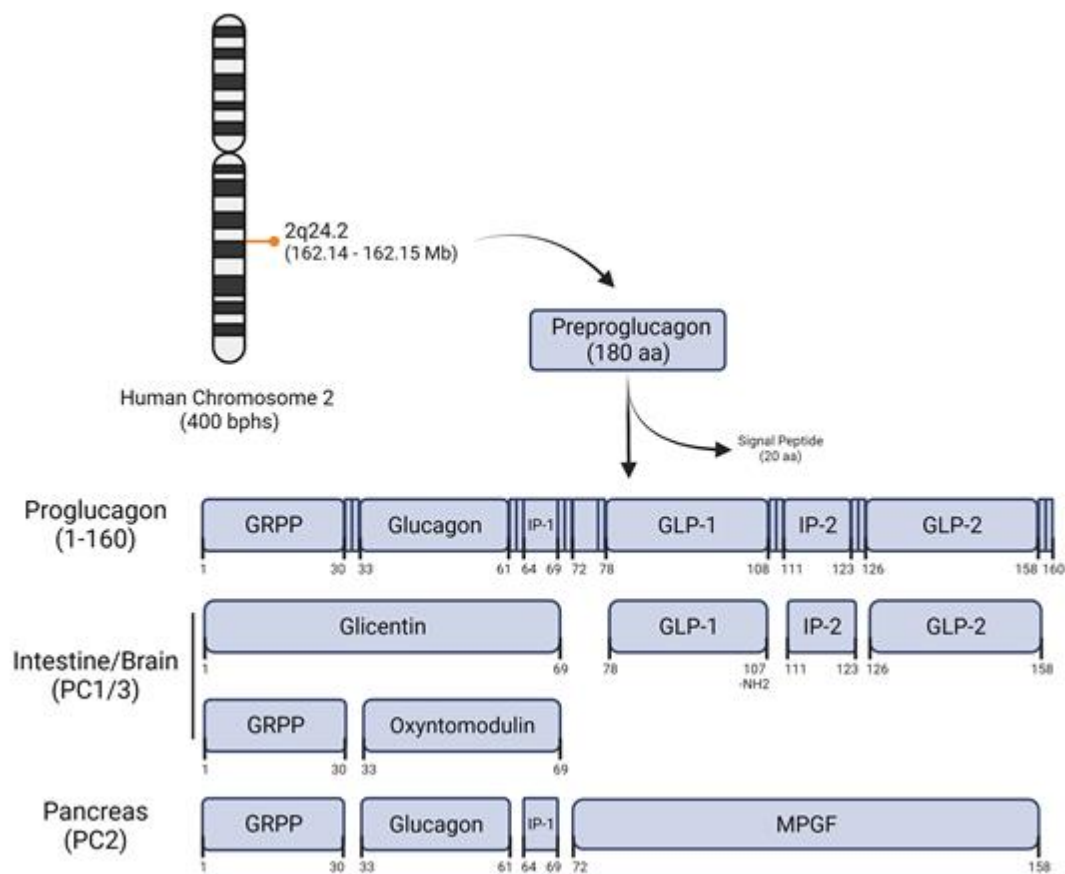 2q24.2
(162.14 - 162.15 Mb)
Preproglucagon
(180 aa)
Human Chromosome 2
(400 bphs)
Signal Peptide
(20 aa)
Proglucagon
(1-160)
GRPP Glucagon IP-1 GLP-1 IP-2 GLP-2
1 30 33 61 64 69 72 78 108 111 123 126 158 160
Intestine/Brain
(PC1/3)
Glicentin GLP-1 IP-2 GLP-2
1 69 78 107 111 123 126 158
-NH2
GRPP Oxyntomodulin
1 30 33 69
Pancreas
(PC2)
GRPP Glucagon IP-1 MPGF
1 30 33 61 64 69 72 158